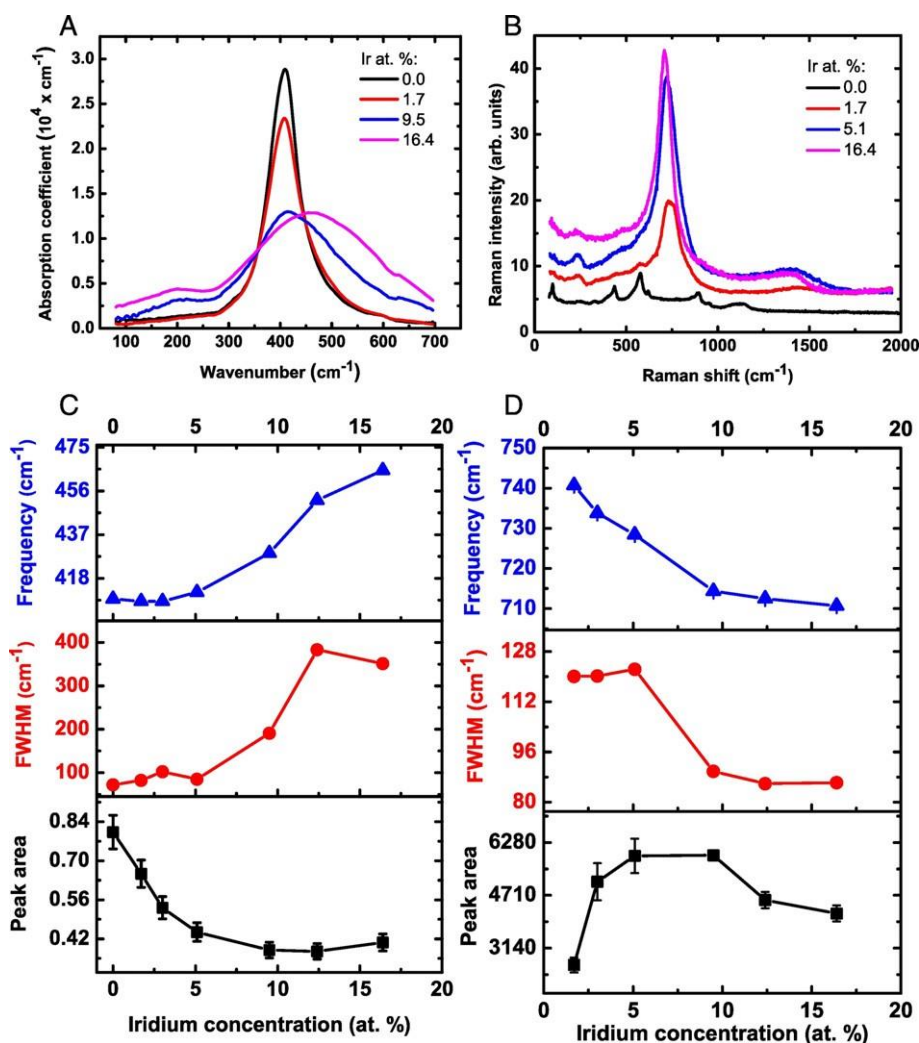 A
Ir at. %:
0.0
1.7
9.5
16.4
3.0
2.5
2.0
1.5
1.0
0.5
0.0
Absorption coefficient (10⁴ x cm⁻¹)
100 200 300 400 500 600 700
Wavenumber (cm⁻¹)
B
Ir at. %:
0.0
1.7
5.1
16.4
40
30
20
10
0
Raman intensity (arb. units)
0 500 1000 1500 2000
Raman shift (cm⁻¹)
C
0 5 10 15 20
475
456
437
418
Frequency (cm⁻¹)
400
300
200
100
FWHM (cm⁻¹)
0.84
0.70
0.56
0.42
Peak area
0 5 10 15 20
Iridium concentration (at. %)
D
0 5 10 15 20
750
740
730
720
710
Frequency (cm⁻¹)
128
112
96
80
FWHM (cm⁻¹)
6280
4710
3140
Peak area
0 5 10 15 20
Iridium concentration (at. %)